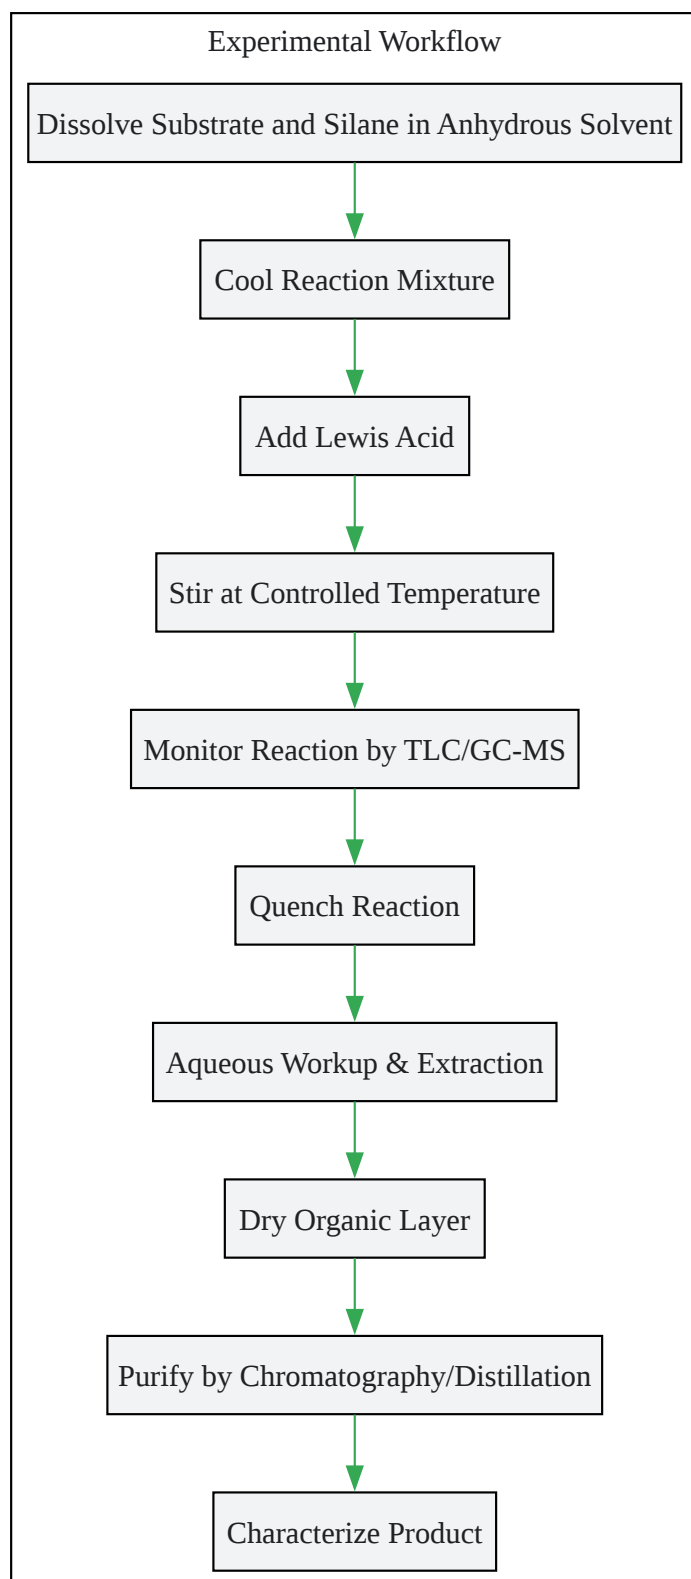 Experimental Workflow
Dissolve Substrate and Silane in Anhydrous Solvent
Cool Reaction Mixture
Add Lewis Acid
Stir at Controlled Temperature
Monitor Reaction by TLC/GC-MS
Quench Reaction
Aqueous Workup & Extraction
Dry Organic Layer
Purify by Chromatography/Distillation
Characterize Product